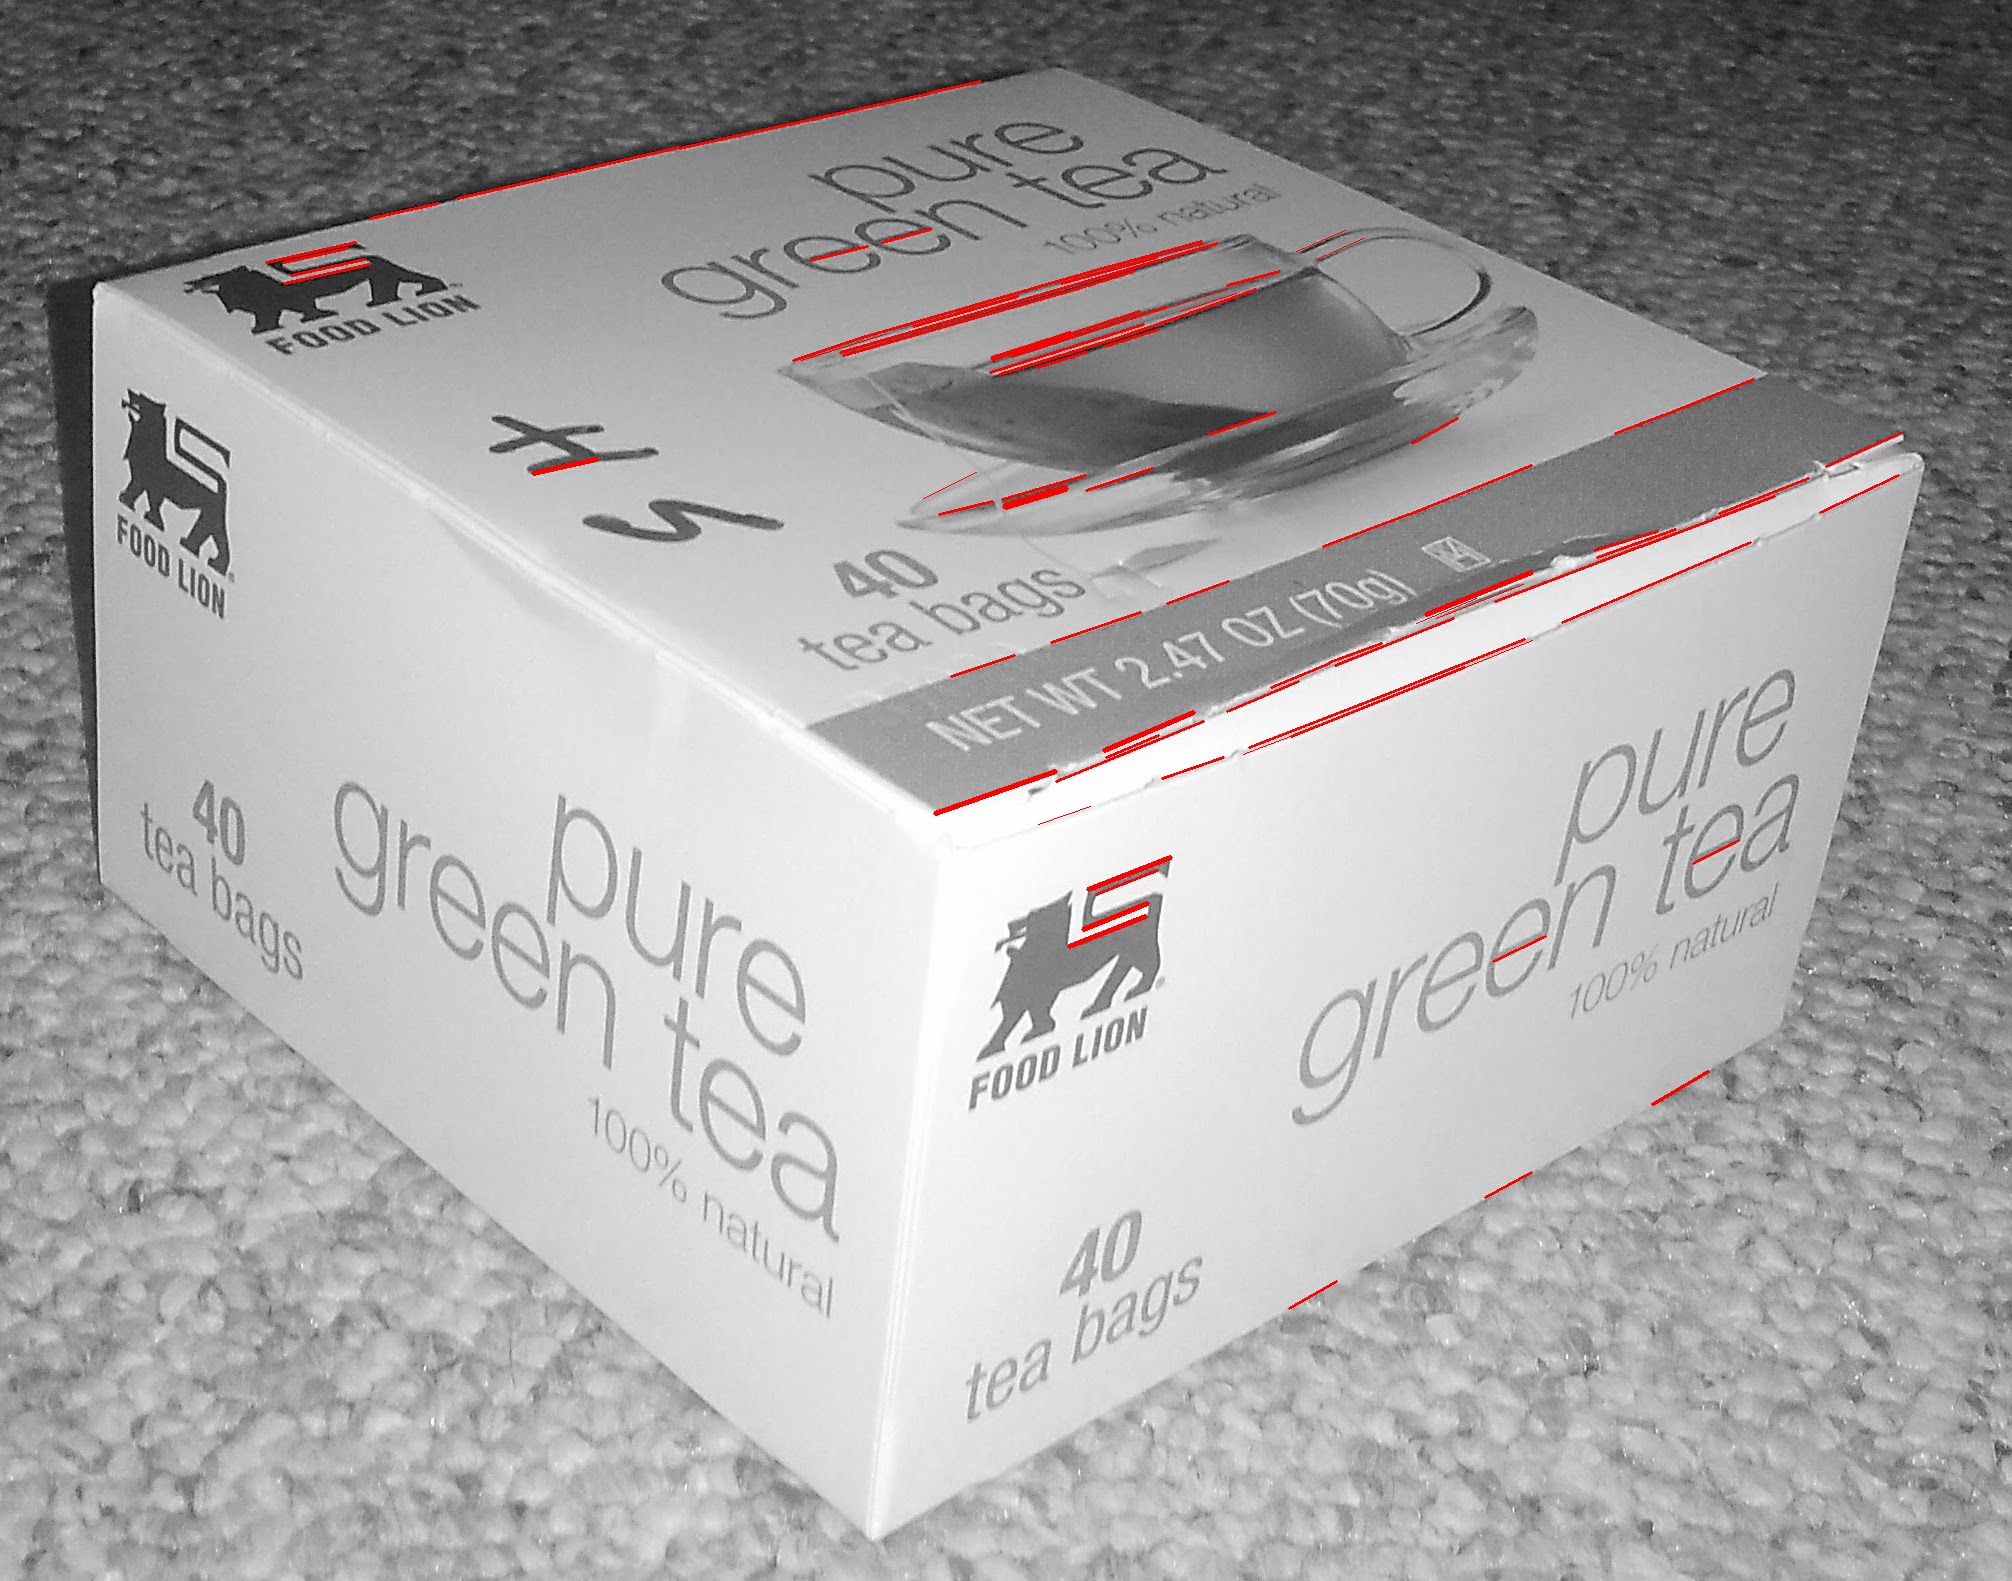 pure
green tea
100% natural
FOOD LION
H
S
40
tea bags
NET WT 2.47 OZ (70g)
FOOD LION
40
tea bags
pure
green tea
100% natural
FOOD LION
pure
green tea
100% natural
40
tea bags